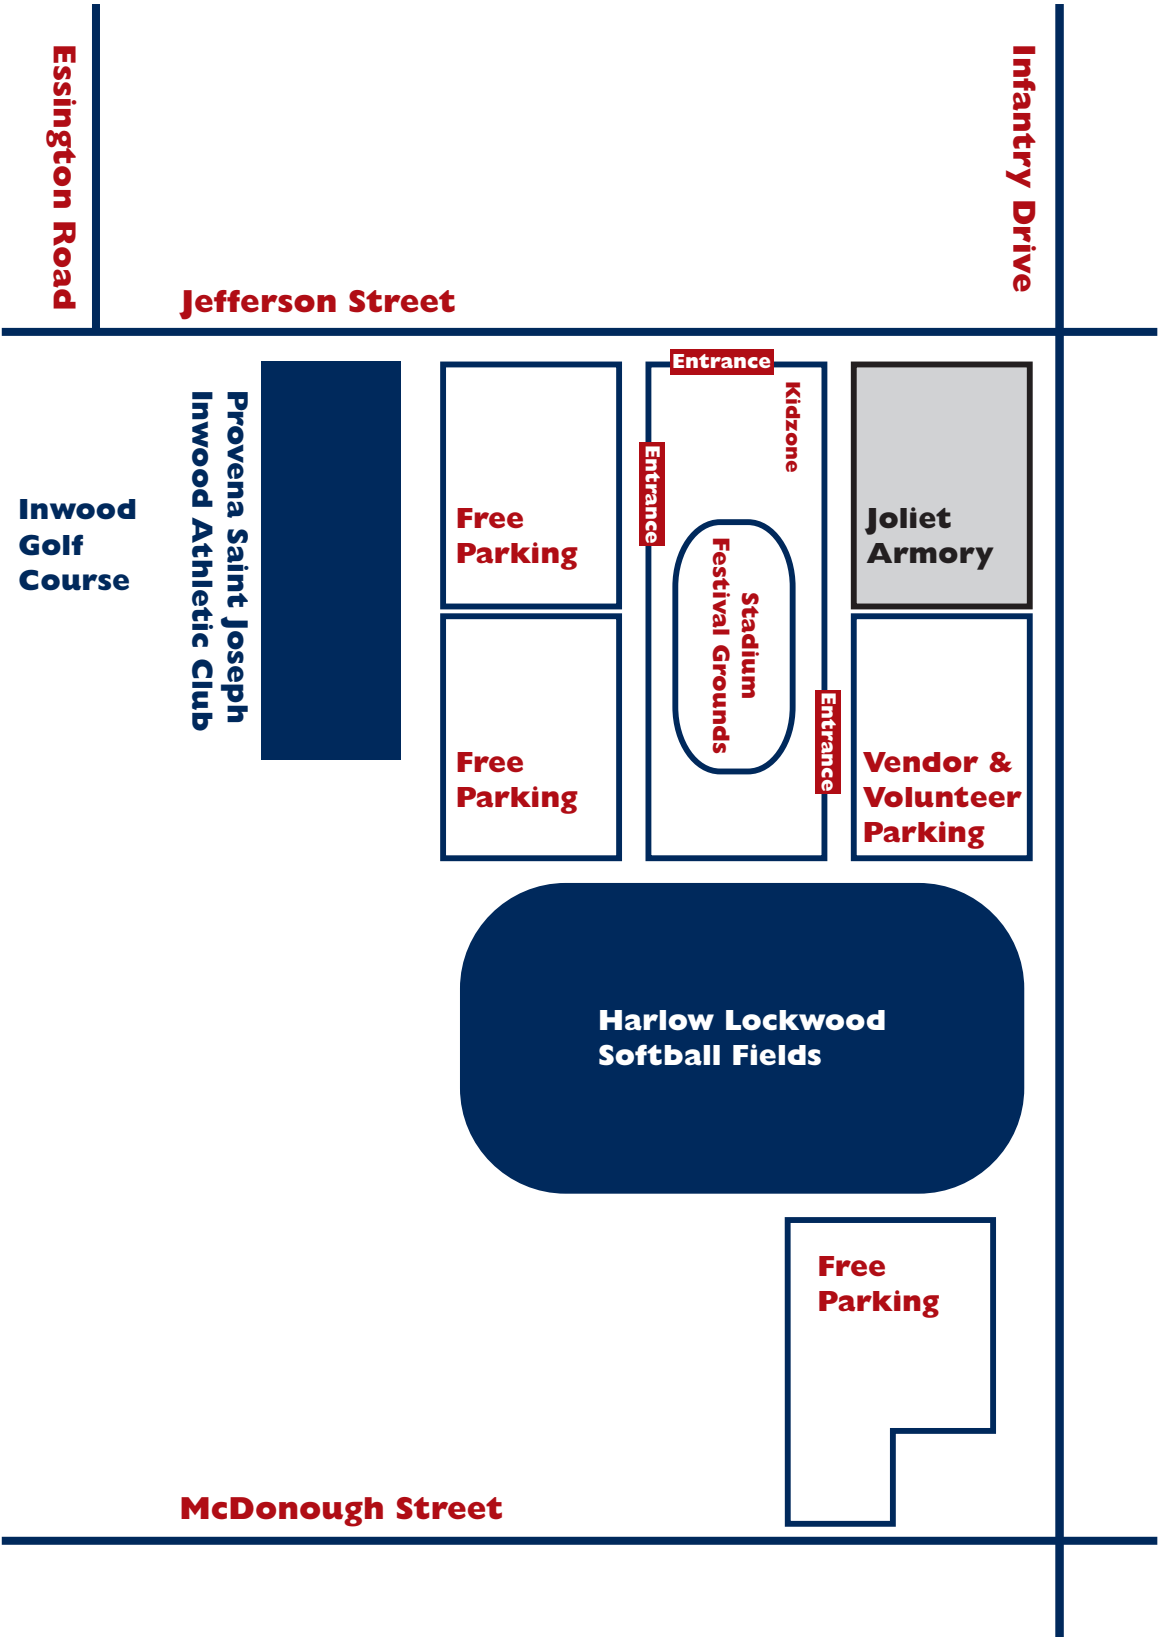 Essington Road
Infantry Drive
Jefferson Street
Entrance
Kidzone
Provena Saint Joseph
Inwood Athletic Club
Entrance
Inwood
Golf
Course
Free
Parking
Joliet
Armory
Stadium
Festival Grounds
Entrance
Free
Parking
Vendor &
Volunteer
Parking
Harlow Lockwood
Softball Fields
Free
Parking
McDonough Street